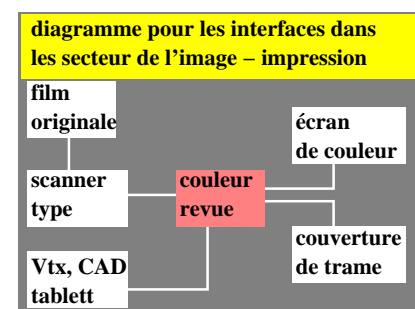 diagramme pour les interfaces dans
les secteur de l’image – impression
film
originale
écran
de couleur
scanner
type
couleur
revue
couverture
de trame
Vtx, CAD
tablett